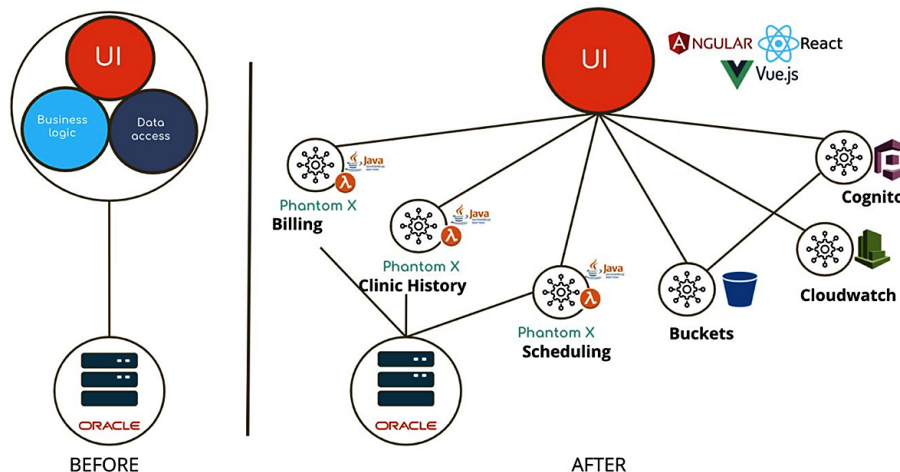 UI
Business
logic
Data
access
ORACLE
BEFORE
UI
ANGULAR
React
Vue.js
Java
λ
Phantom X
Billing
Java
λ
Phantom X
Clinic History
Java
λ
Phantom X
Scheduling
Buckets
Cloudwatch
Cognito
ORACLE
AFTER